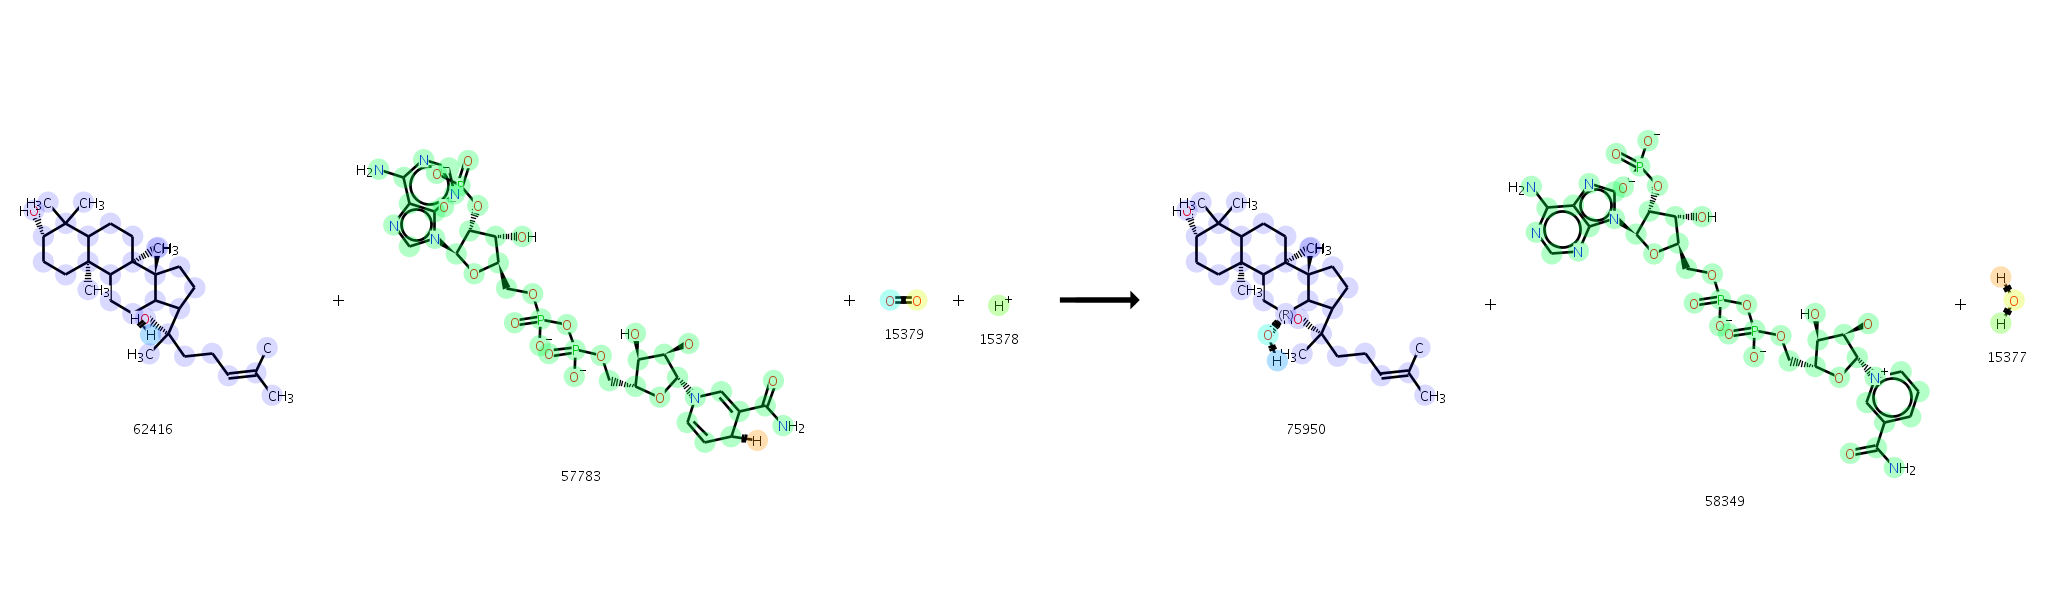 H₃C CH₃
HO
CH₃ H
CH₃
HO
H
H₃C
C
CH₃
62416
+
H₂N N N N N
O⁻ P O
O O
OH
O
O
O P O
O⁻
O P O
O⁻
HO O
O
N
O
NH₂
H
57783
+
O O
15379
+
H⁺
15378
H₃C CH₃
HO
CH₃ H
CH₃
(R) HO
O
H
H₃C
C
CH₃
75950
+
O⁻
O P
O⁻
O
H₂N N N N N
OH
O
O
O P O
O⁻
O P O
O⁻
HO O
O
N⁺
O
NH₂
58349
+
H
O
H
15377